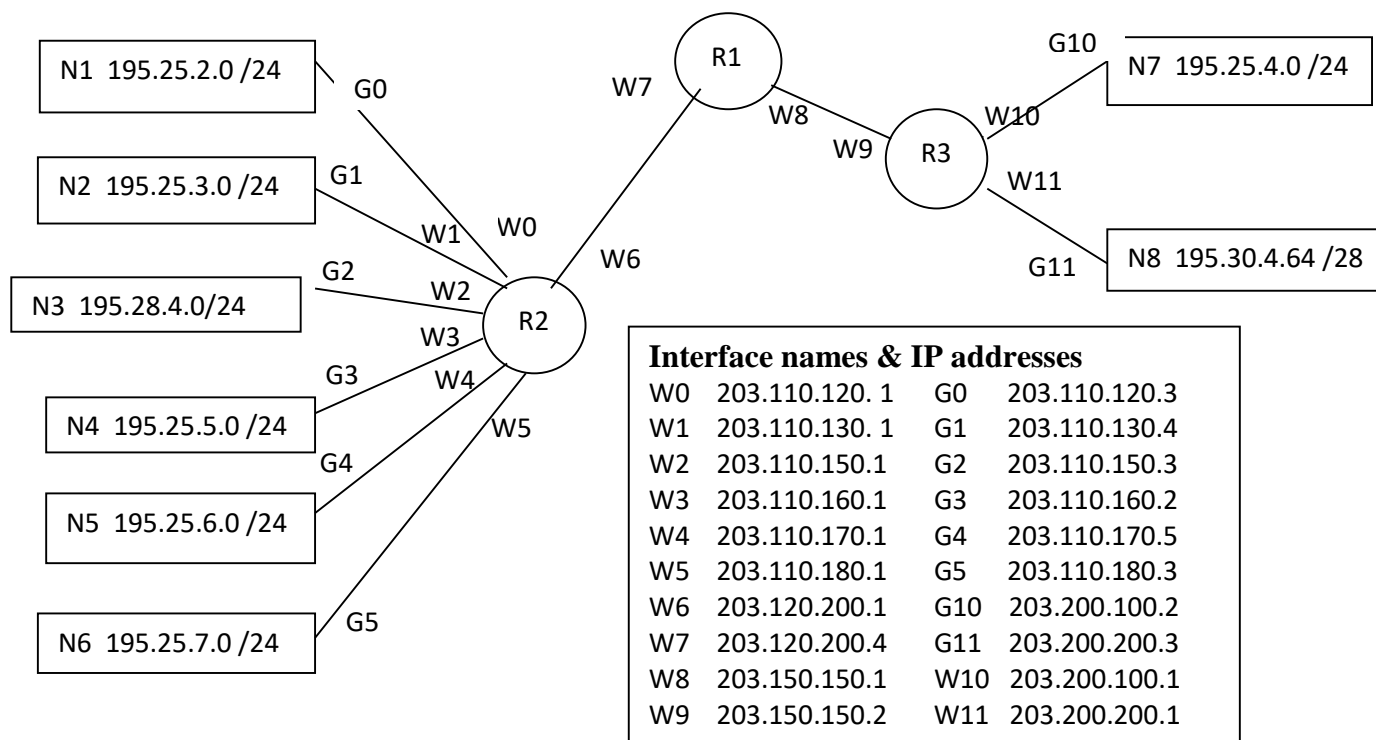 R1
G10
N1 195.25.2.0 /24
G0
W7
N7 195.25.4.0 /24
W8
W10
W9
R3
N2 195.25.3.0 /24
G1
W11
W1
W0
G2
W2
W6
G11
N8 195.30.4.64 /28
N3 195.28.4.0/24
R2
W3
G3
W4
N4 195.25.5.0 /24
W5
G4
N5 195.25.6.0 /24
G5
N6 195.25.7.0 /24
Interface names & IP addresses
W0 203.110.120. 1 G0 203.110.120.3
W1 203.110.130. 1 G1 203.110.130.4
W2 203.110.150.1 G2 203.110.150.3
W3 203.110.160.1 G3 203.110.160.2
W4 203.110.170.1 G4 203.110.170.5
W5 203.110.180.1 G5 203.110.180.3
W6 203.120.200.1 G10 203.200.100.2
W7 203.120.200.4 G11 203.200.200.3
W8 203.150.150.1 W10 203.200.100.1
W9 203.150.150.2 W11 203.200.200.1